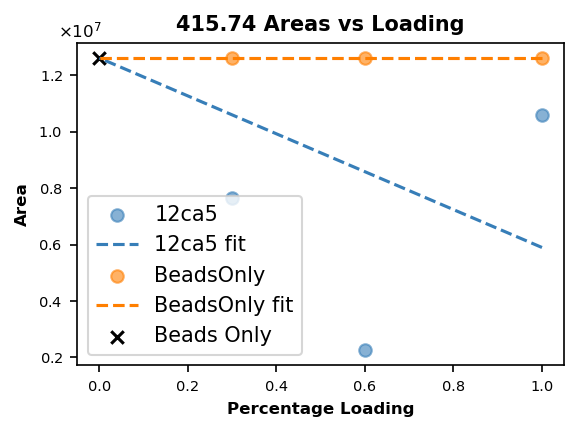 415.74 Areas vs Loading
×10⁷
1.2
1.0
0.8
0.6
0.4
0.2
Area
12ca5
12ca5 fit
BeadsOnly
BeadsOnly fit
Beads Only
0.0 0.2 0.4 0.6 0.8 1.0
Percentage Loading